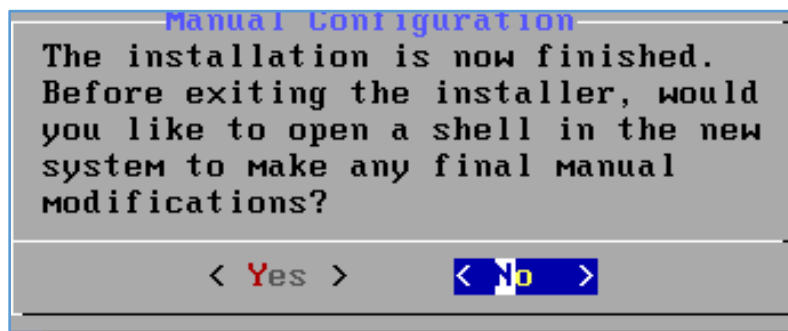 Manual Configuration
The installation is now finished.
Before exiting the installer, would
you like to open a shell in the new
system to make any final manual
modifications?
< Yes > < No >